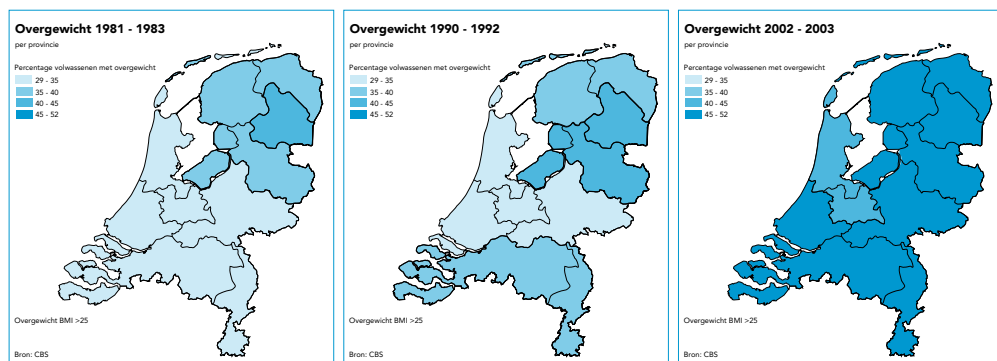 Overgewicht 1981 - 1983
per provincie
Percentage volwassenen met overgewicht
29 - 35
35 - 40
40 - 45
45 - 52
Overgewicht BMI >25
Bron: CBS
Overgewicht 1990 - 1992
per provincie
Percentage volwassenen met overgewicht
29 - 35
35 - 40
40 - 45
45 - 52
Overgewicht BMI >25
Bron: CBS
Overgewicht 2002 - 2003
per provincie
Percentage volwassenen met overgewicht
29 - 35
35 - 40
40 - 45
45 - 52
Overgewicht BMI >25
Bron: CBS